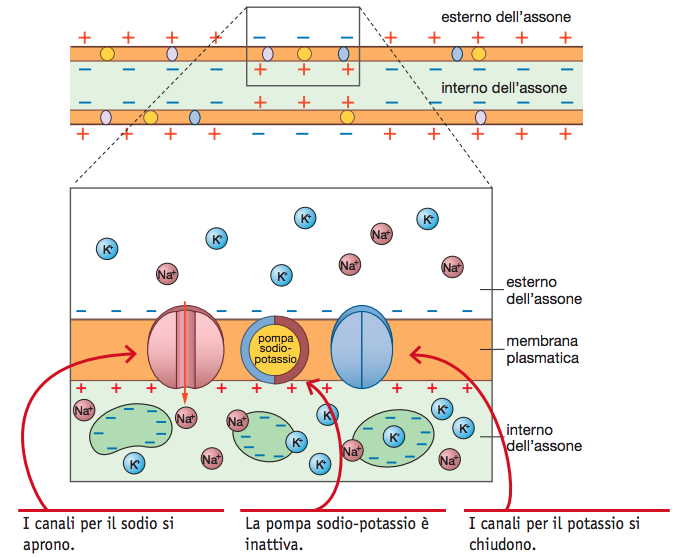 esterno dell'assone
interno dell'assone
K⁺
K⁺
K⁺
K⁺
K⁺
Na⁺
Na⁺
Na⁺
Na⁺
esterno
dell'assone
pompa
sodio-
potassio
membrana
plasmatica
Na⁺
Na⁺
Na⁺
K⁺
K⁺
K⁺
interno
dell'assone
K⁺
K⁺
Na⁺
K⁺
Na⁺
K⁺
Na⁺
I canali per il sodio si
aprono.
La pompa sodio-potassio è
inattiva.
I canali per il potassio si
chiudono.